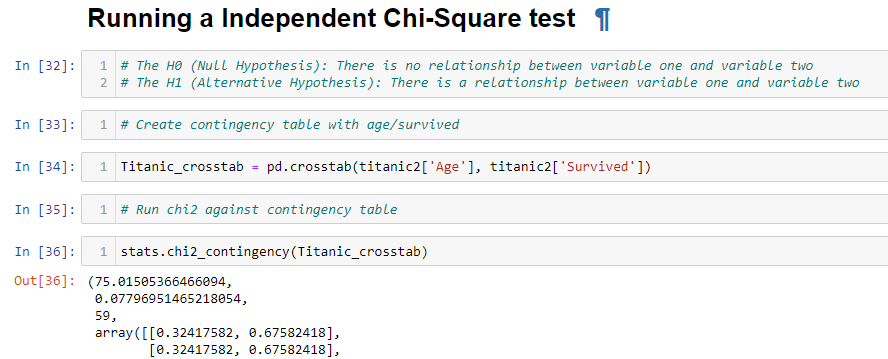 Running a Independent Chi-Square test ¶
In [32]: 1 # The H0 (Null Hypothesis): There is no relationship between variable one and variable two
2 # The H1 (Alternative Hypothesis): There is a relationship between variable one and variable two
In [33]: 1 # Create contingency table with age/survived
In [34]: 1 Titanic_crosstab = pd.crosstab(titanic2['Age'], titanic2['Survived'])
In [35]: 1 # Run chi2 against contingency table
In [36]: 1 stats.chi2_contingency(Titanic_crosstab)
Out[36]: (75.01505366466094,
0.07796951465218054,
59,
array([[0.32417582, 0.67582418],
[0.32417582, 0.67582418],